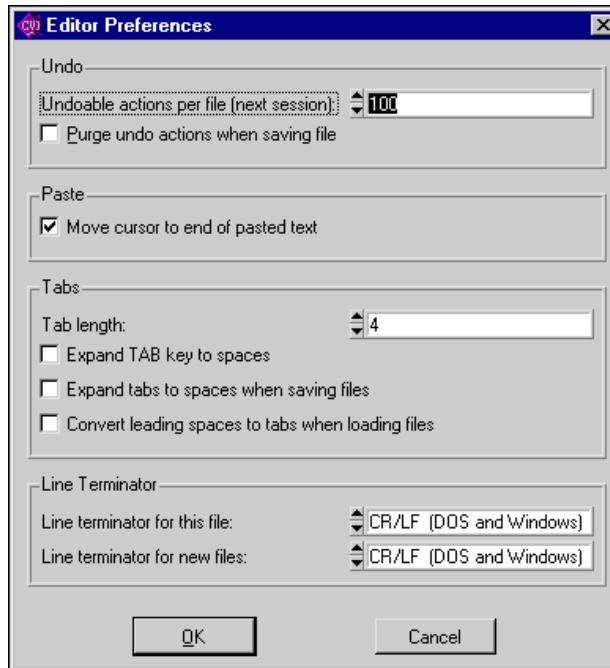 CVI Editor Preferences
Undo
Undoable actions per file (next session): 100
Purge undo actions when saving file
Paste
Move cursor to end of pasted text
Tabs
Tab length: 4
Expand TAB key to spaces
Expand tabs to spaces when saving files
Convert leading spaces to tabs when loading files
Line Terminator
Line terminator for this file: CR/LF (DOS and Windows)
Line terminator for new files: CR/LF (DOS and Windows)
OK Cancel